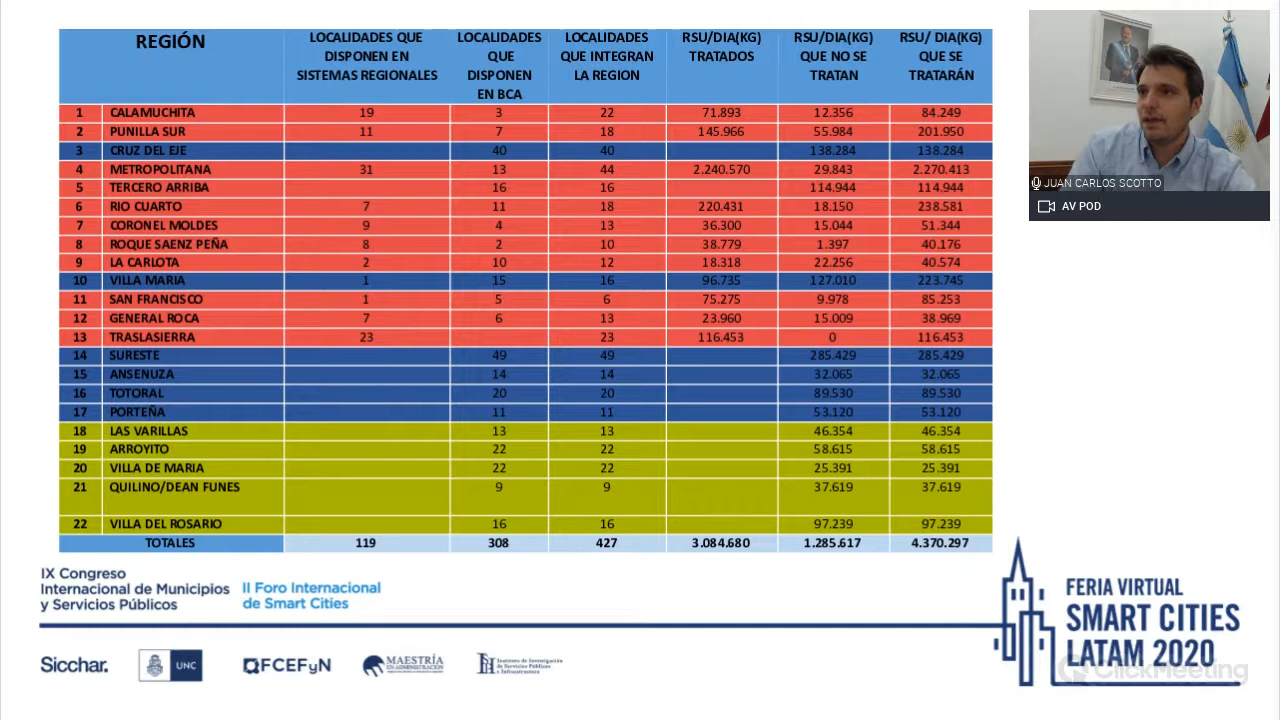 REGIÓN LOCALIDADES QUE DISPONEN EN SISTEMAS REGIONALES LOCALIDADES QUE DISPONEN EN BCA LOCALIDADES QUE INTEGRAN LA REGION RSU/DIA(KG) TRATADOS RSU/DIA(KG) QUE NO SE TRATAN RSU/ DIA(KG) QUE SE TRATARÁN
1 CALAMUCHITA 19 3 22 71.893 12.356 84.249
2 PUNILLA SUR 11 7 18 145.966 55.984 201.950
3 CRUZ DEL EJE 40 40 138.284 138.284
4 METROPOLITANA 31 13 44 2.240.570 29.843 2.270.413
5 TERCERO ARRIBA 16 16 114.944 114.944
6 RIO CUARTO 7 11 18 220.431 18.150 238.581
7 CORONEL MOLDES 9 4 13 36.300 15.044 51.344
8 ROQUE SAENZ PEÑA 8 2 10 38.779 1.397 40.176
9 LA CARLOTA 2 10 12 18.318 22.256 40.574
10 VILLA MARIA 1 15 16 96.735 127.010 223.745
11 SAN FRANCISCO 1 5 6 75.275 9.978 85.253
12 GENERAL ROCA 7 6 13 23.960 15.009 38.969
13 TRASLASIERRA 23 23 116.453 0 116.453
14 SURESTE 49 49 285.429 285.429
15 ANSENUZA 14 14 32.065 32.065
16 TOTORAL 20 20 89.530 89.530
17 PORTEÑA 11 11 53.120 53.120
18 LAS VARILLAS 13 13 46.354 46.354
19 ARROYITO 22 22 58.615 58.615
20 VILLA DE MARIA 22 22 25.391 25.391
21 QUILINO/DEAN FUNES 9 9 37.619 37.619
22 VILLA DEL ROSARIO 16 16 97.239 97.239
TOTALES 119 308 427 3.084.680 1.285.617 4.370.297
JUAN CARLOS SCOTTO
AV POD
IX Congreso
Internacional de Municipios
y Servicios Públicos
II Foro Internacional
de Smart Cities
FERIA VIRTUAL
SMART CITIES
LATAM 2020
ClickMeeting
Sicchar.
UNC
FCEFyN
MAESTRÍA
EN ADMINISTRACIÓN
Instituto de Investigación
de Servicios Públicos
e Infraestructura